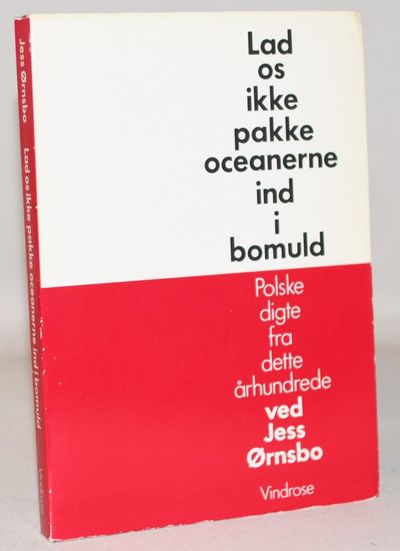 Lad
os
ikke
pakke
oceanerne
ind
i
bomuld
Polske
digte
fra
dette
århundrede
ved
Jess
Ørnsbo
Vindrose
Jess Ørnsbo Lad os ikke pakke oceanerne ind i bomuld Vindrose